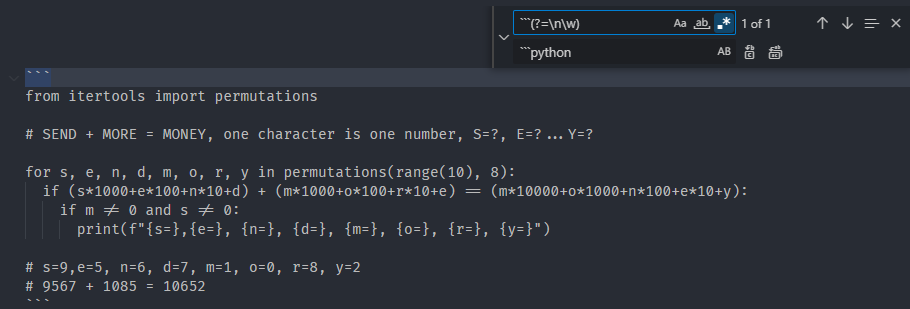 ```(?=\n\w) Aa ab, .* 1 of 1
```python AB
```
from itertools import permutations
# SEND + MORE = MONEY, one character is one number, S=?, E=?...Y=?
for s, e, n, d, m, o, r, y in permutations(range(10), 8):
if (s*1000+e*100+n*10+d) + (m*1000+o*100+r*10+e) == (m*10000+o*1000+n*100+e*10+y):
if m != 0 and s != 0:
print(f"{s=},{e=}, {n=}, {d=}, {m=}, {o=}, {r=}, {y=}")
# s=9,e=5, n=6, d=7, m=1, o=0, r=8, y=2
# 9567 + 1085 = 10652
```